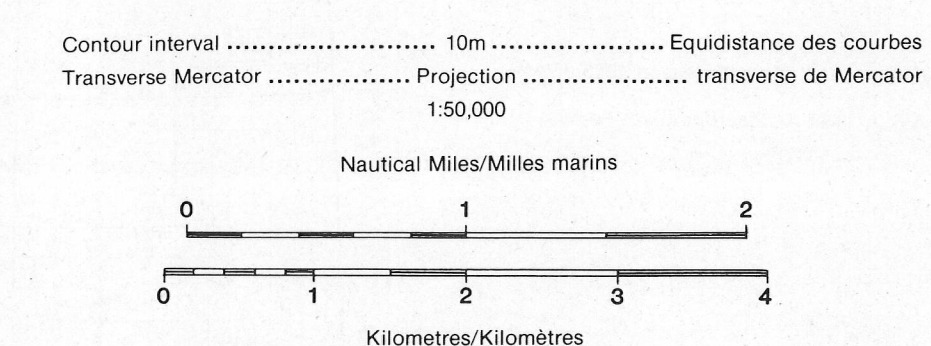 Contour interval ........................ 10m .................... Equidistance des courbes
Transverse Mercator ................ Projection ................... transverse de Mercator
1:50,000
Nautical Miles/Milles marins
0 1 2
0 1 2 3 4
Kilometres/Kilomètres